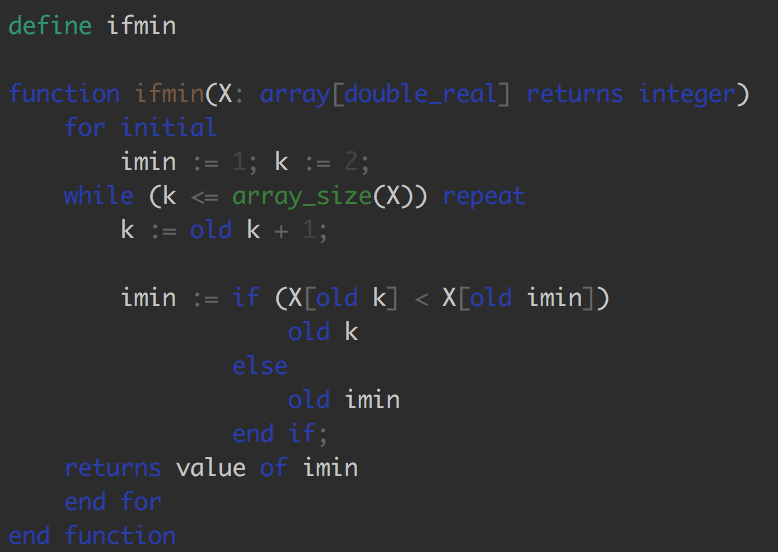 define ifmin

function ifmin(X: array[double_real] returns integer)
    for initial
        imin := 1; k := 2;
    while (k <= array_size(X)) repeat
        k := old k + 1;

        imin := if (X[old k] < X[old imin])
                    old k
                else
                    old imin
                end if;
    returns value of imin
    end for
end function